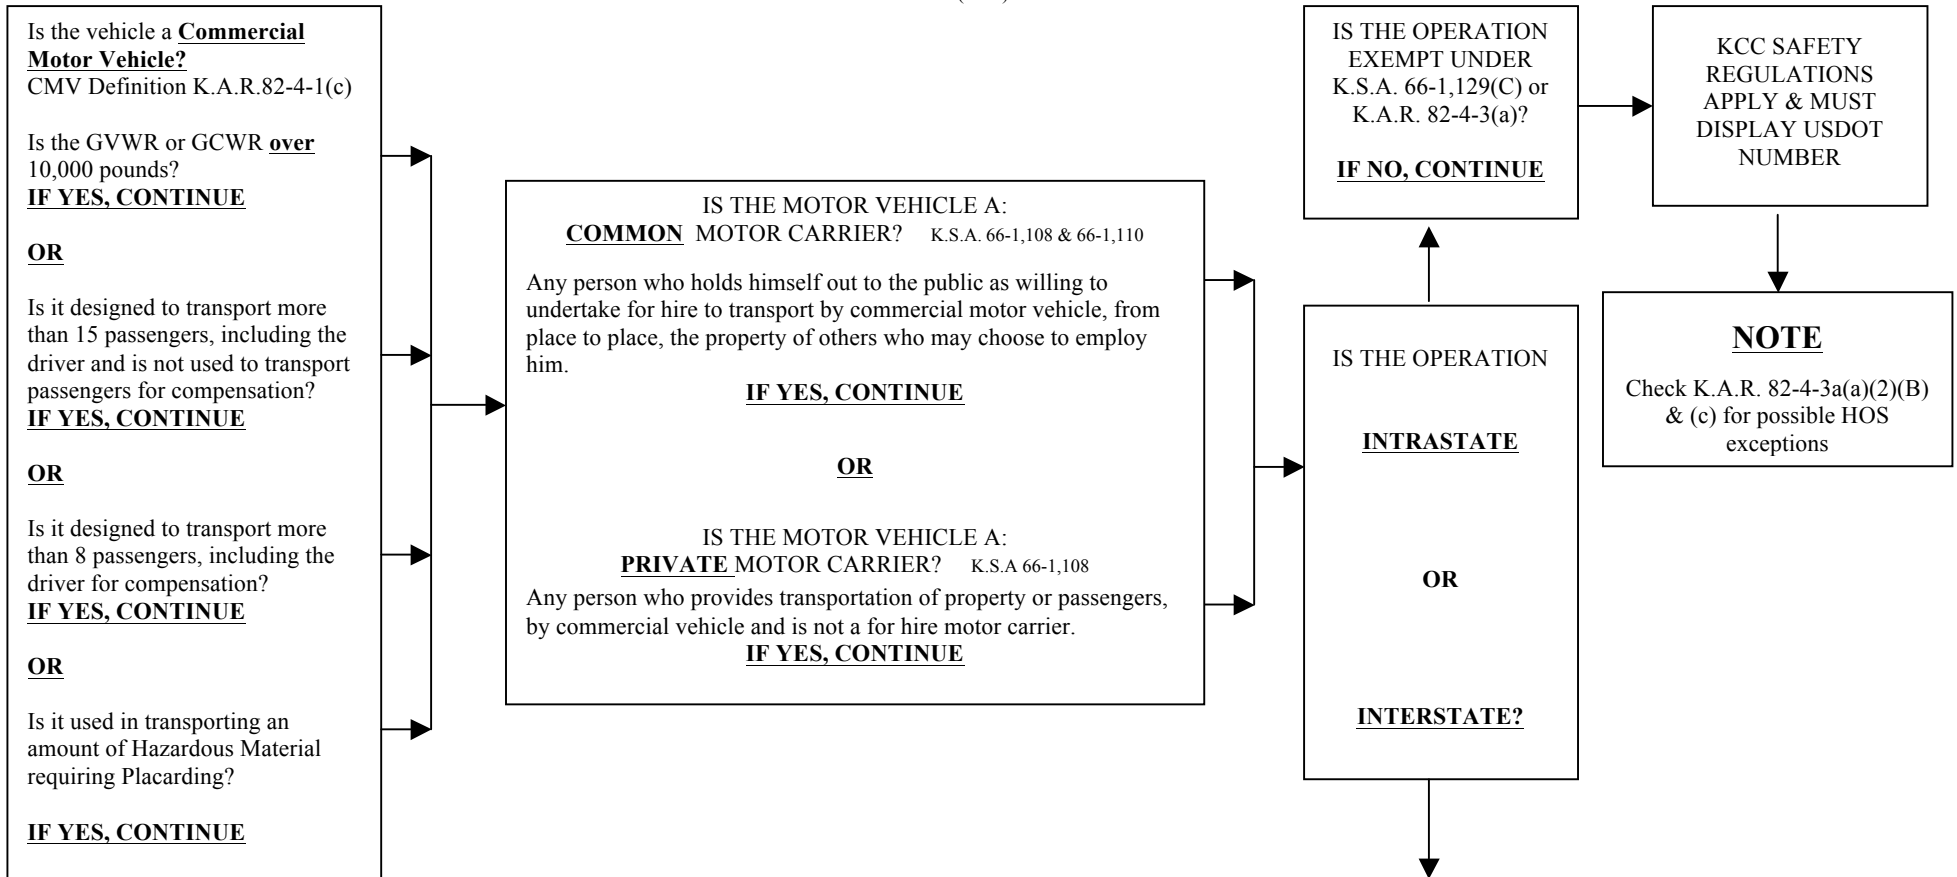 Is the vehicle a Commercial
Motor Vehicle?
CMV Definition K.A.R.82-4-1(c)
Is the GVWR or GCWR over
10,000 pounds?
IF YES, CONTINUE
OR
Is it designed to transport more
than 15 passengers, including the
driver and is not used to transport
passengers for compensation?
IF YES, CONTINUE
OR
Is it designed to transport more
than 8 passengers, including the
driver for compensation?
IF YES, CONTINUE
OR
Is it used in transporting an
amount of Hazardous Material
requiring Placarding?
IF YES, CONTINUE
IS THE MOTOR VEHICLE A:
COMMON MOTOR CARRIER? K.S.A. 66-1,108 & 66-1,110
Any person who holds himself out to the public as willing to
undertake for hire to transport by commercial motor vehicle, from
place to place, the property of others who may choose to employ
him.
IF YES, CONTINUE
OR
IS THE MOTOR VEHICLE A:
PRIVATE MOTOR CARRIER? K.S.A 66-1,108
Any person who provides transportation of property or passengers,
by commercial vehicle and is not a for hire motor carrier.
IF YES, CONTINUE
IS THE OPERATION
INTRASTATE
OR
INTERSTATE?
IS THE OPERATION
EXEMPT UNDER
K.S.A. 66-1,129(C) or
K.A.R. 82-4-3(a)?
IF NO, CONTINUE
KCC SAFETY
REGULATIONS
APPLY & MUST
DISPLAY USDOT
NUMBER
NOTE
Check K.A.R. 82-4-3a(a)(2)(B)
& (c) for possible HOS
exceptions